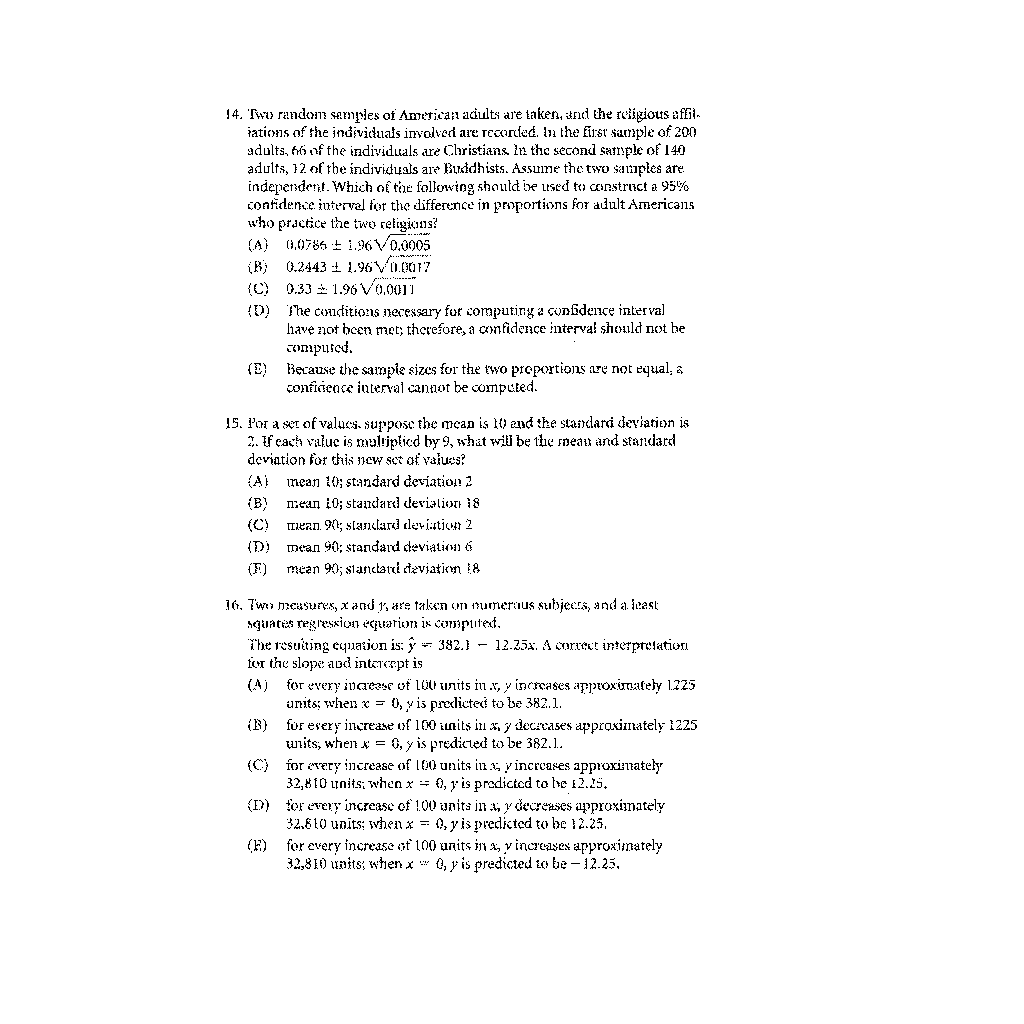 14. Two random samples of American adults are taken, and the religious affil-
iations of the individuals involved are recorded. In the first sample of 200
adults, 66 of the individuals are Christians. In the second sample of 140
adults, 12 of the individuals are Buddhists. Assume the two samples are
independent. Which of the following should be used to construct a 95%
confidence interval for the difference in proportions for adult Americans
who practice the two religions?
(A) 0.0786 ± 1.96√0.0005
(B) 0.2443 ± 1.96√0.0017
(C) 0.33 ± 1.96√0.0011
(D) The conditions necessary for computing a confidence interval
have not been met; therefore, a confidence interval should not be
computed.
(E) Because the sample sizes for the two proportions are not equal, a
confidence interval cannot be computed.
15. For a set of values, suppose the mean is 10 and the standard deviation is
2. If each value is multiplied by 9, what will be the mean and standard
deviation for this new set of values?
(A) mean 10; standard deviation 2
(B) mean 10; standard deviation 18
(C) mean 90; standard deviation 2
(D) mean 90; standard deviation 6
(E) mean 90; standard deviation 18
16. Two measures, x and y, are taken on numerous subjects, and a least
squares regression equation is computed.
The resulting equation is: ŷ = 382.1 − 12.25x. A correct interpretation
for the slope and intercept is
(A) for every increase of 100 units in x, y increases approximately 1225
units; when x = 0, y is predicted to be 382.1.
(B) for every increase of 100 units in x, y decreases approximately 1225
units; when x = 0, y is predicted to be 382.1.
(C) for every increase of 100 units in x, y increases approximately
32,810 units; when x = 0, y is predicted to be 12.25.
(D) for every increase of 100 units in x, y decreases approximately
32,810 units; when x = 0, y is predicted to be 12.25.
(E) for every increase of 100 units in x, y increases approximately
32,810 units; when x = 0, y is predicted to be −12.25.